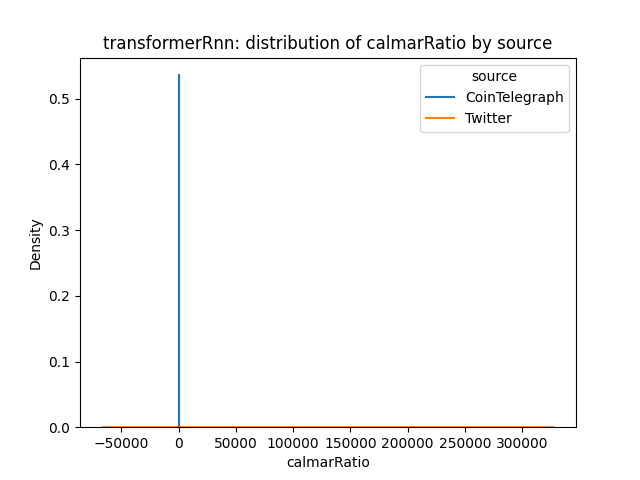 transformerRnn: distribution of calmarRatio by source
source
CoinTelegraph
Twitter
Density
0.5
0.4
0.3
0.2
0.1
0.0
−50000 0 50000 100000 150000 200000 250000 300000
calmarRatio